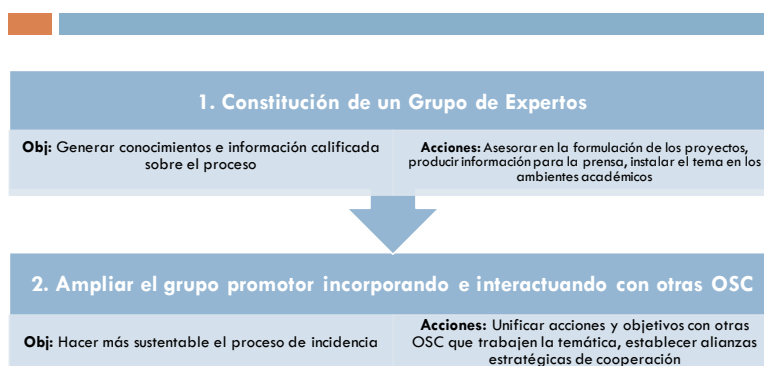 1. Constitución de un Grupo de Expertos
Obj: Generar conocimientos e información calificada
sobre el proceso
Acciones: Asesorar en la formulación de los proyectos,
producir información para la prensa, instalar el tema en los
ambientes académicos
2. Ampliar el grupo promotor incorporando e interactuando con otras OSC
Obj: Hacer más sustentable el proceso de incidencia
Acciones: Unificar acciones y objetivos con otras
OSC que trabajen la temática, establecer alianzas
estratégicas de cooperación